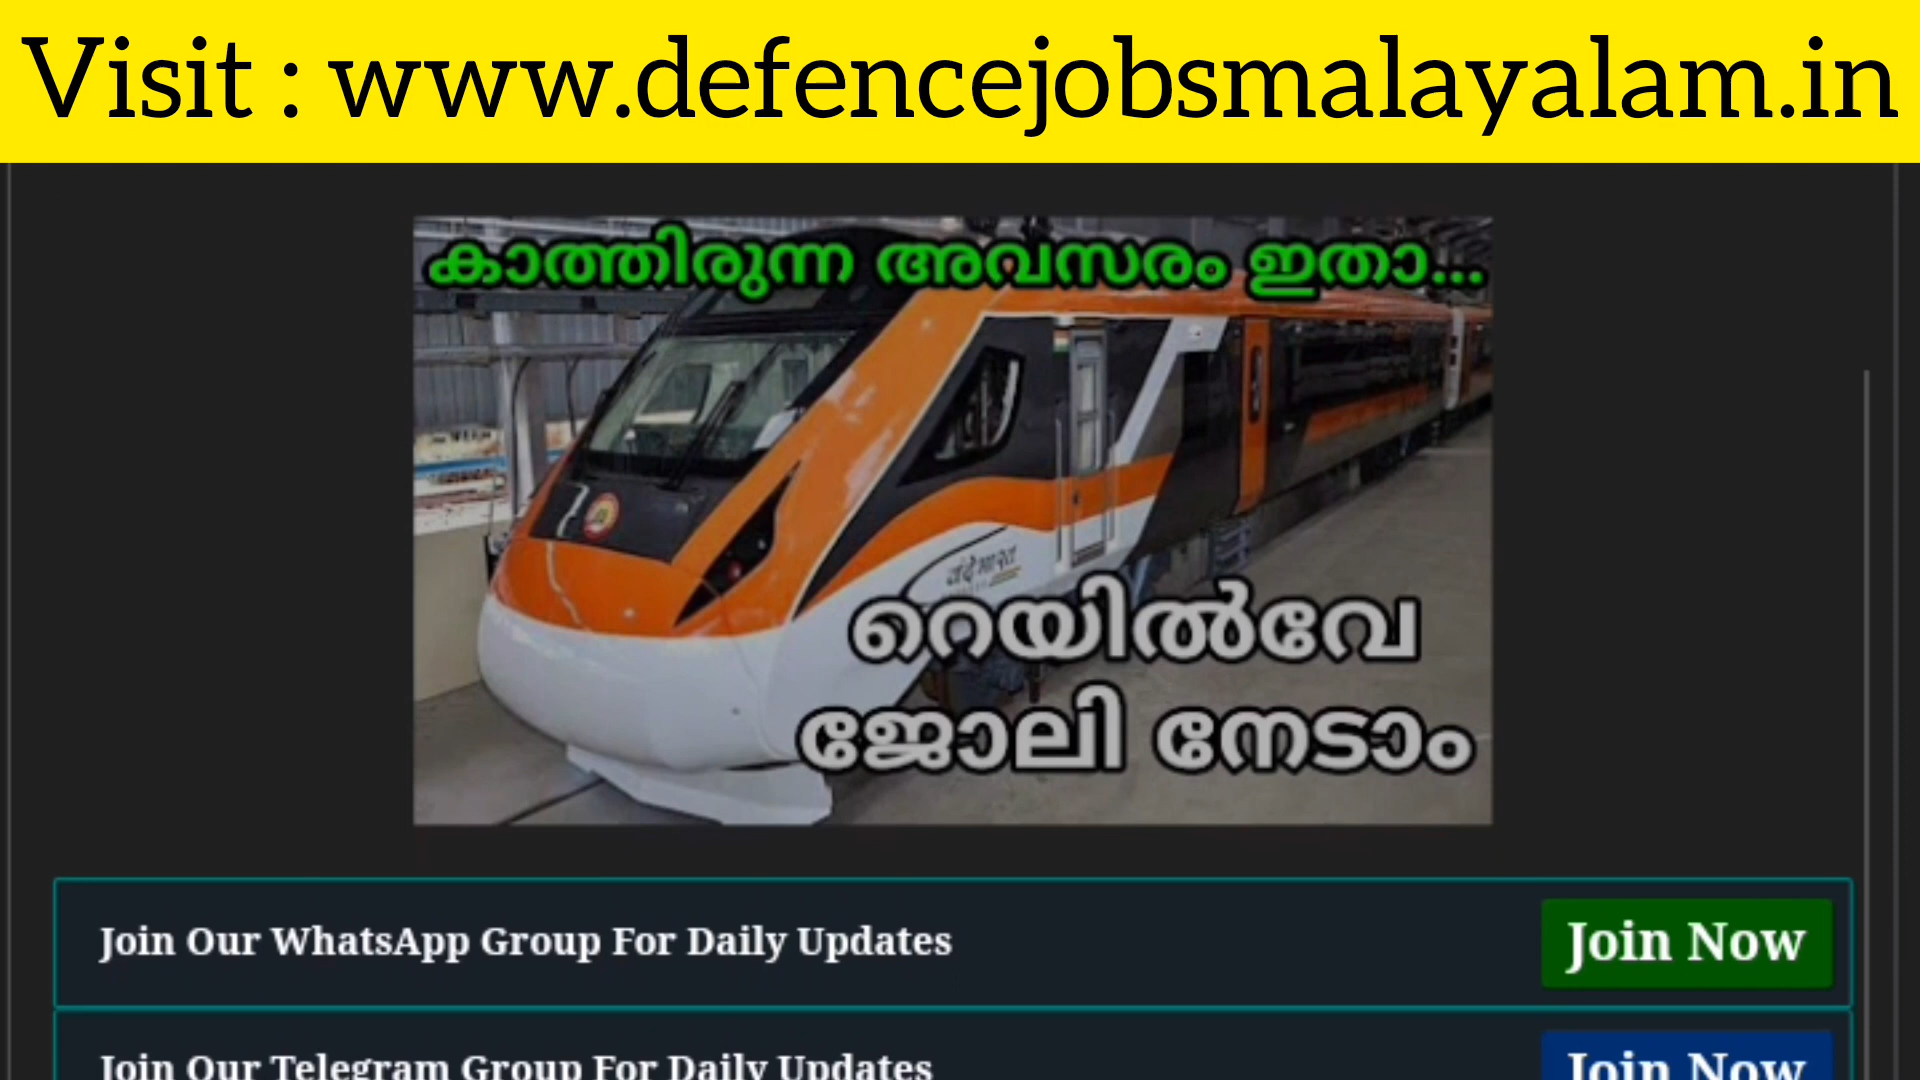 Visit : www.defencejobsmalayalam.in
കാത്തിരുന്ന അവസരം ഇതാ...
वंदे भारत
റെയിൽവേ
ജോലി നേടാം
Join Our WhatsApp Group For Daily Updates
Join Now
Join Our Telegram Group For Daily Updates
Join Now